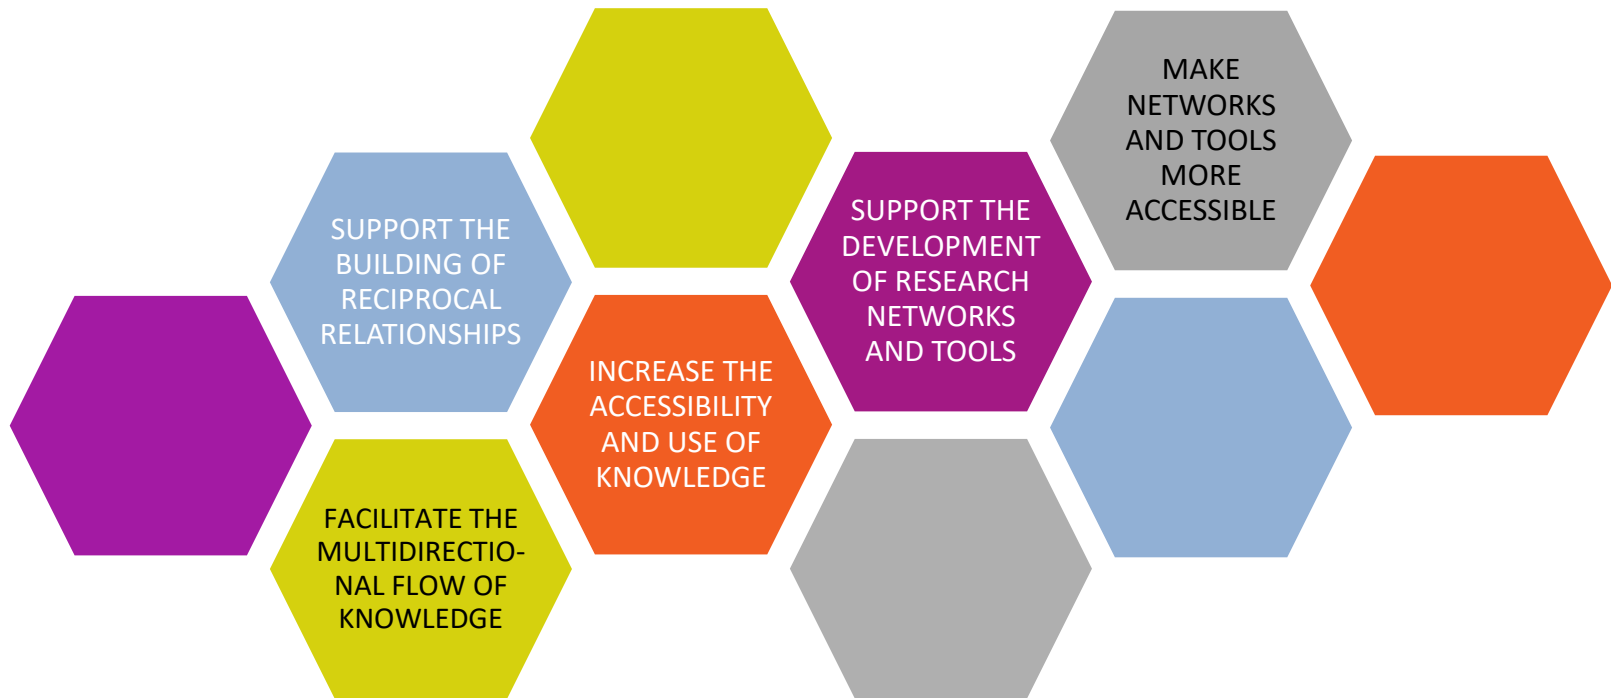 SUPPORT THE
BUILDING OF
RECIPROCAL
RELATIONSHIPS
FACILITATE THE
MULTIDIRECTIO-
NAL FLOW OF
KNOWLEDGE
INCREASE THE
ACCESSIBILITY
AND USE OF
KNOWLEDGE
SUPPORT THE
DEVELOPMENT
OF RESEARCH
NETWORKS
AND TOOLS
MAKE
NETWORKS
AND TOOLS
MORE
ACCESSIBLE